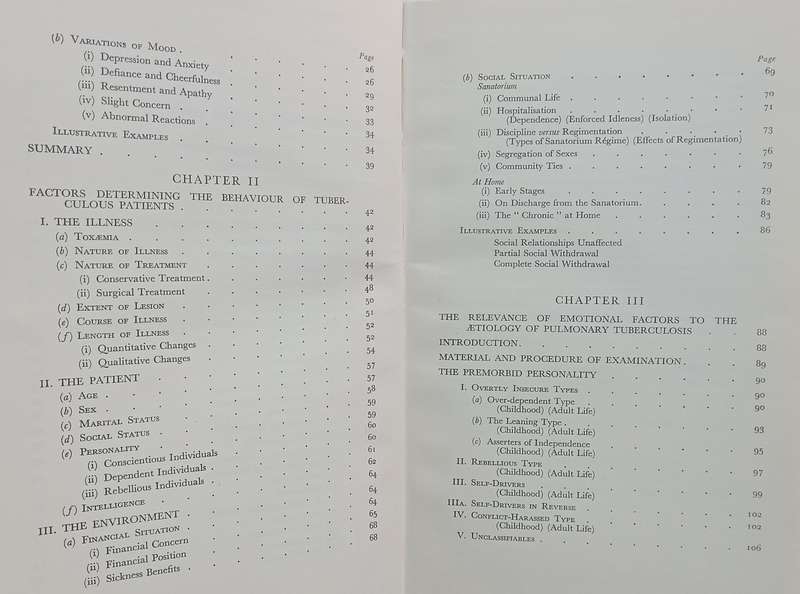 (b) VARIATIONS OF MOOD . . . . . . 26
Page
(i) Depression and Anxiety . . . . . . 26
(ii) Defiance and Cheerfulness . . . . . . 29
(iii) Resentment and Apathy . . . . . . 32
(iv) Slight Concern . . . . . . 33
(v) Abnormal Reactions . . . . . . 34
ILLUSTRATIVE EXAMPLES . . . . . . 34
SUMMARY . . . . . . 39
CHAPTER II
FACTORS DETERMINING THE BEHAVIOUR OF TUBER-
CULOUS PATIENTS . . . . . . 42
I. THE ILLNESS . . . . . . 42
(a) TOXÆMIA . . . . . . 42
(b) NATURE OF ILLNESS . . . . . . 44
(c) NATURE OF TREATMENT . . . . . . 44
(i) Conservative Treatment . . . . . . 44
(ii) Surgical Treatment . . . . . . 48
(d) EXTENT OF LESION . . . . . . 50
(e) COURSE OF ILLNESS . . . . . . 51
(f) LENGTH OF ILLNESS . . . . . . 52
(i) Quantitative Changes . . . . . . 52
(ii) Qualitative Changes . . . . . . 54
II. THE PATIENT . . . . . . 57
(a) AGE . . . . . . 57
(b) SEX . . . . . . 58
(c) MARITAL STATUS . . . . . . 59
(d) SOCIAL STATUS . . . . . . 59
(e) PERSONALITY . . . . . . 60
(i) Conscientious Individuals . . . . . . 60
(ii) Dependent Individuals . . . . . . 61
(iii) Rebellious Individuals . . . . . . 62
(f) INTELLIGENCE . . . . . . 64
III. THE ENVIRONMENT . . . . . . 64
(a) FINANCIAL SITUATION . . . . . . 64
(i) Financial Concern . . . . . . 65
(ii) Financial Position . . . . . . 68
(iii) Sickness Benefits . . . . . . 68
Page
(b) SOCIAL SITUATION . . . . . . 69
Sanatorium
(i) Communal Life . . . . . . 70
(ii) Hospitalisation . . . . . . 71
(Dependence) (Enforced Idleness) (Isolation)
(iii) Discipline versus Regimentation . . . . . 73
(Types of Sanatorium Régime) (Effects of Regimentation)
(iv) Segregation of Sexes . . . . . . 76
(v) Community Ties . . . . . . 79
At Home
(i) Early Stages . . . . . . 79
(ii) On Discharge from the Sanatorium . . . . . 82
(iii) The “ Chronic ” at Home . . . . . . 83
ILLUSTRATIVE EXAMPLES . . . . . . 86
Social Relationships Unaffected
Partial Social Withdrawal
Complete Social Withdrawal
CHAPTER III
THE RELEVANCE OF EMOTIONAL FACTORS TO THE
ÆTIOLOGY OF PULMONARY TUBERCULOSIS . . 88
INTRODUCTION . . . . . . 88
MATERIAL AND PROCEDURE OF EXAMINATION . . . 89
THE PREMORBID PERSONALITY . . . . . 90
I. OVERTLY INSECURE TYPES . . . . . 90
(a) Over-dependent Type . . . . . 90
(Childhood) (Adult Life)
(b) The Leaning Type . . . . . . 93
(Childhood) (Adult Life)
(c) Asserters of Independence . . . . . 95
(Childhood) (Adult Life)
II. REBELLIOUS TYPE . . . . . . 97
(Childhood) (Adult Life)
III. SELF-DRIVERS . . . . . . 99
(Childhood) (Adult Life)
IIIA. SELF-DRIVERS IN REVERSE . . . . . 102
IV. CONFLICT-HARASSED TYPE . . . . . 102
(Childhood) (Adult Life)
V. UNCLASSIFIABLES . . . . . . 106